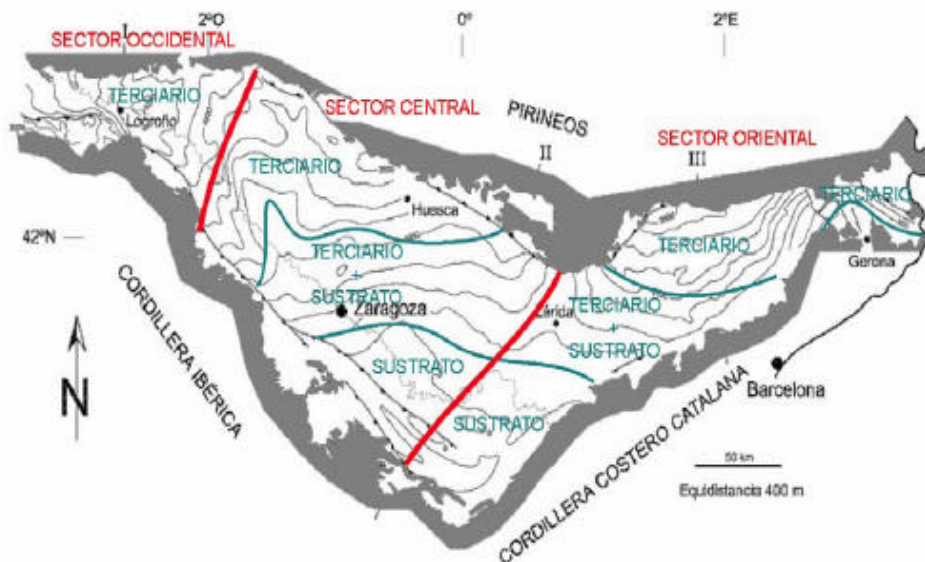 I
2ºO
0º
2ºE
SECTOR OCCIDENTAL
TERCIARIO
Logroño
SECTOR CENTRAL
PIRINEOS
SECTOR ORIENTAL
II
III
TERCIARIO
TERCIARIO
Huesca
TERCIARIO
42ºN
Gerona
TERCIARIO
+
SUSTRATO
Zaragoza
TERCIARIO
+
SUSTRATO
Lérida
SUSTRATO
SUSTRATO
Barcelona
N
CORDILLERA IBÉRICA
CORDILLERA COSTERO CATALANA
50 km
Equidistancia 400 m